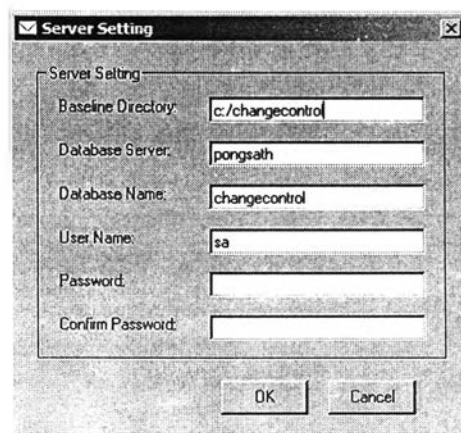 Server Setting
Server Setting
Baseline Directory: c:/changecontrol
Database Server: pongsath
Database Name: changecontrol
User Name: sa
Password:
Confirm Password:
OK Cancel